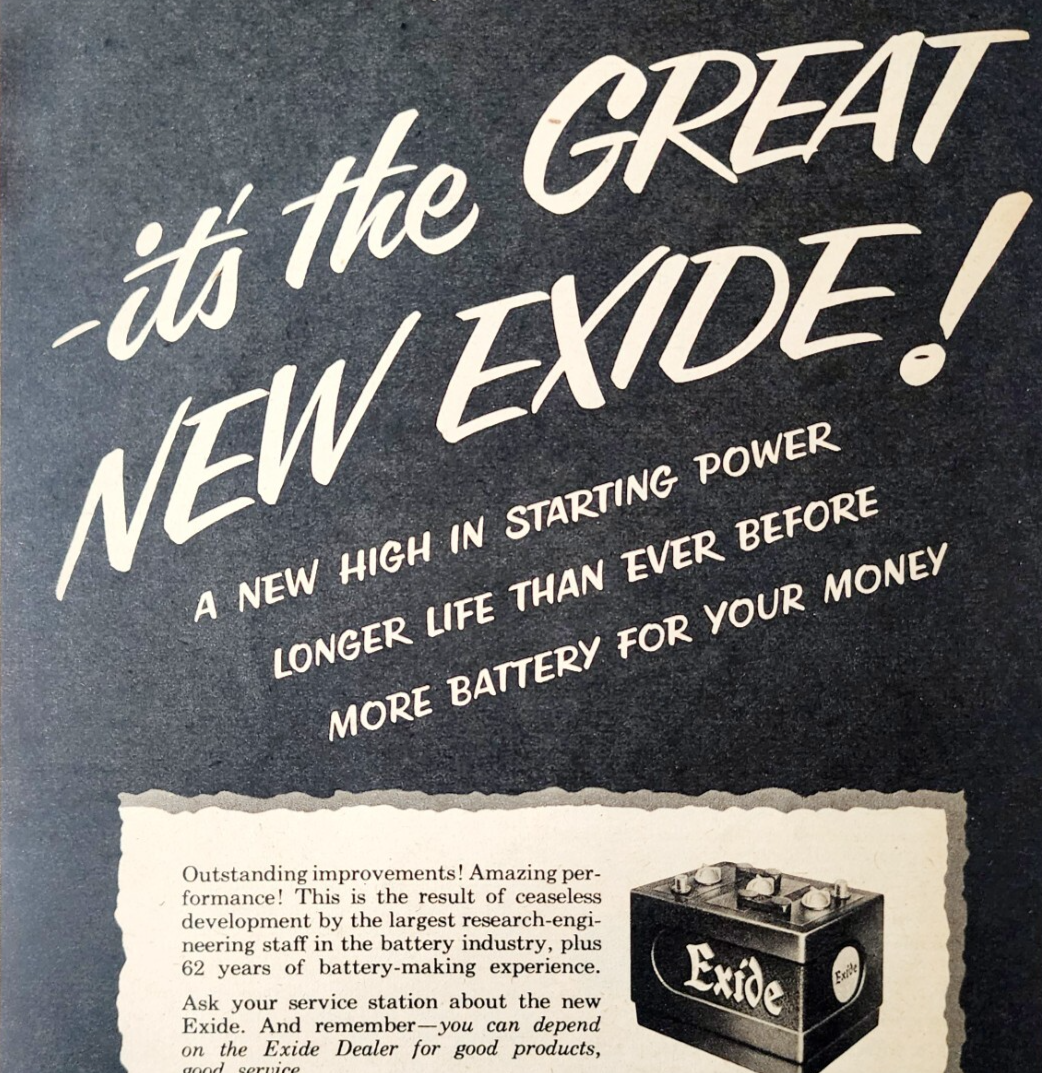 -it's the GREAT
NEW EXIDE!
A NEW HIGH IN STARTING POWER
LONGER LIFE THAN EVER BEFORE
MORE BATTERY FOR YOUR MONEY
Outstanding improvements! Amazing per-
formance! This is the result of ceaseless
development by the largest research-engi-
neering staff in the battery industry, plus
62 years of battery-making experience.
Ask your service station about the new
Exide. And remember—you can depend
on the Exide Dealer for good products,
good service
Exide
Exide